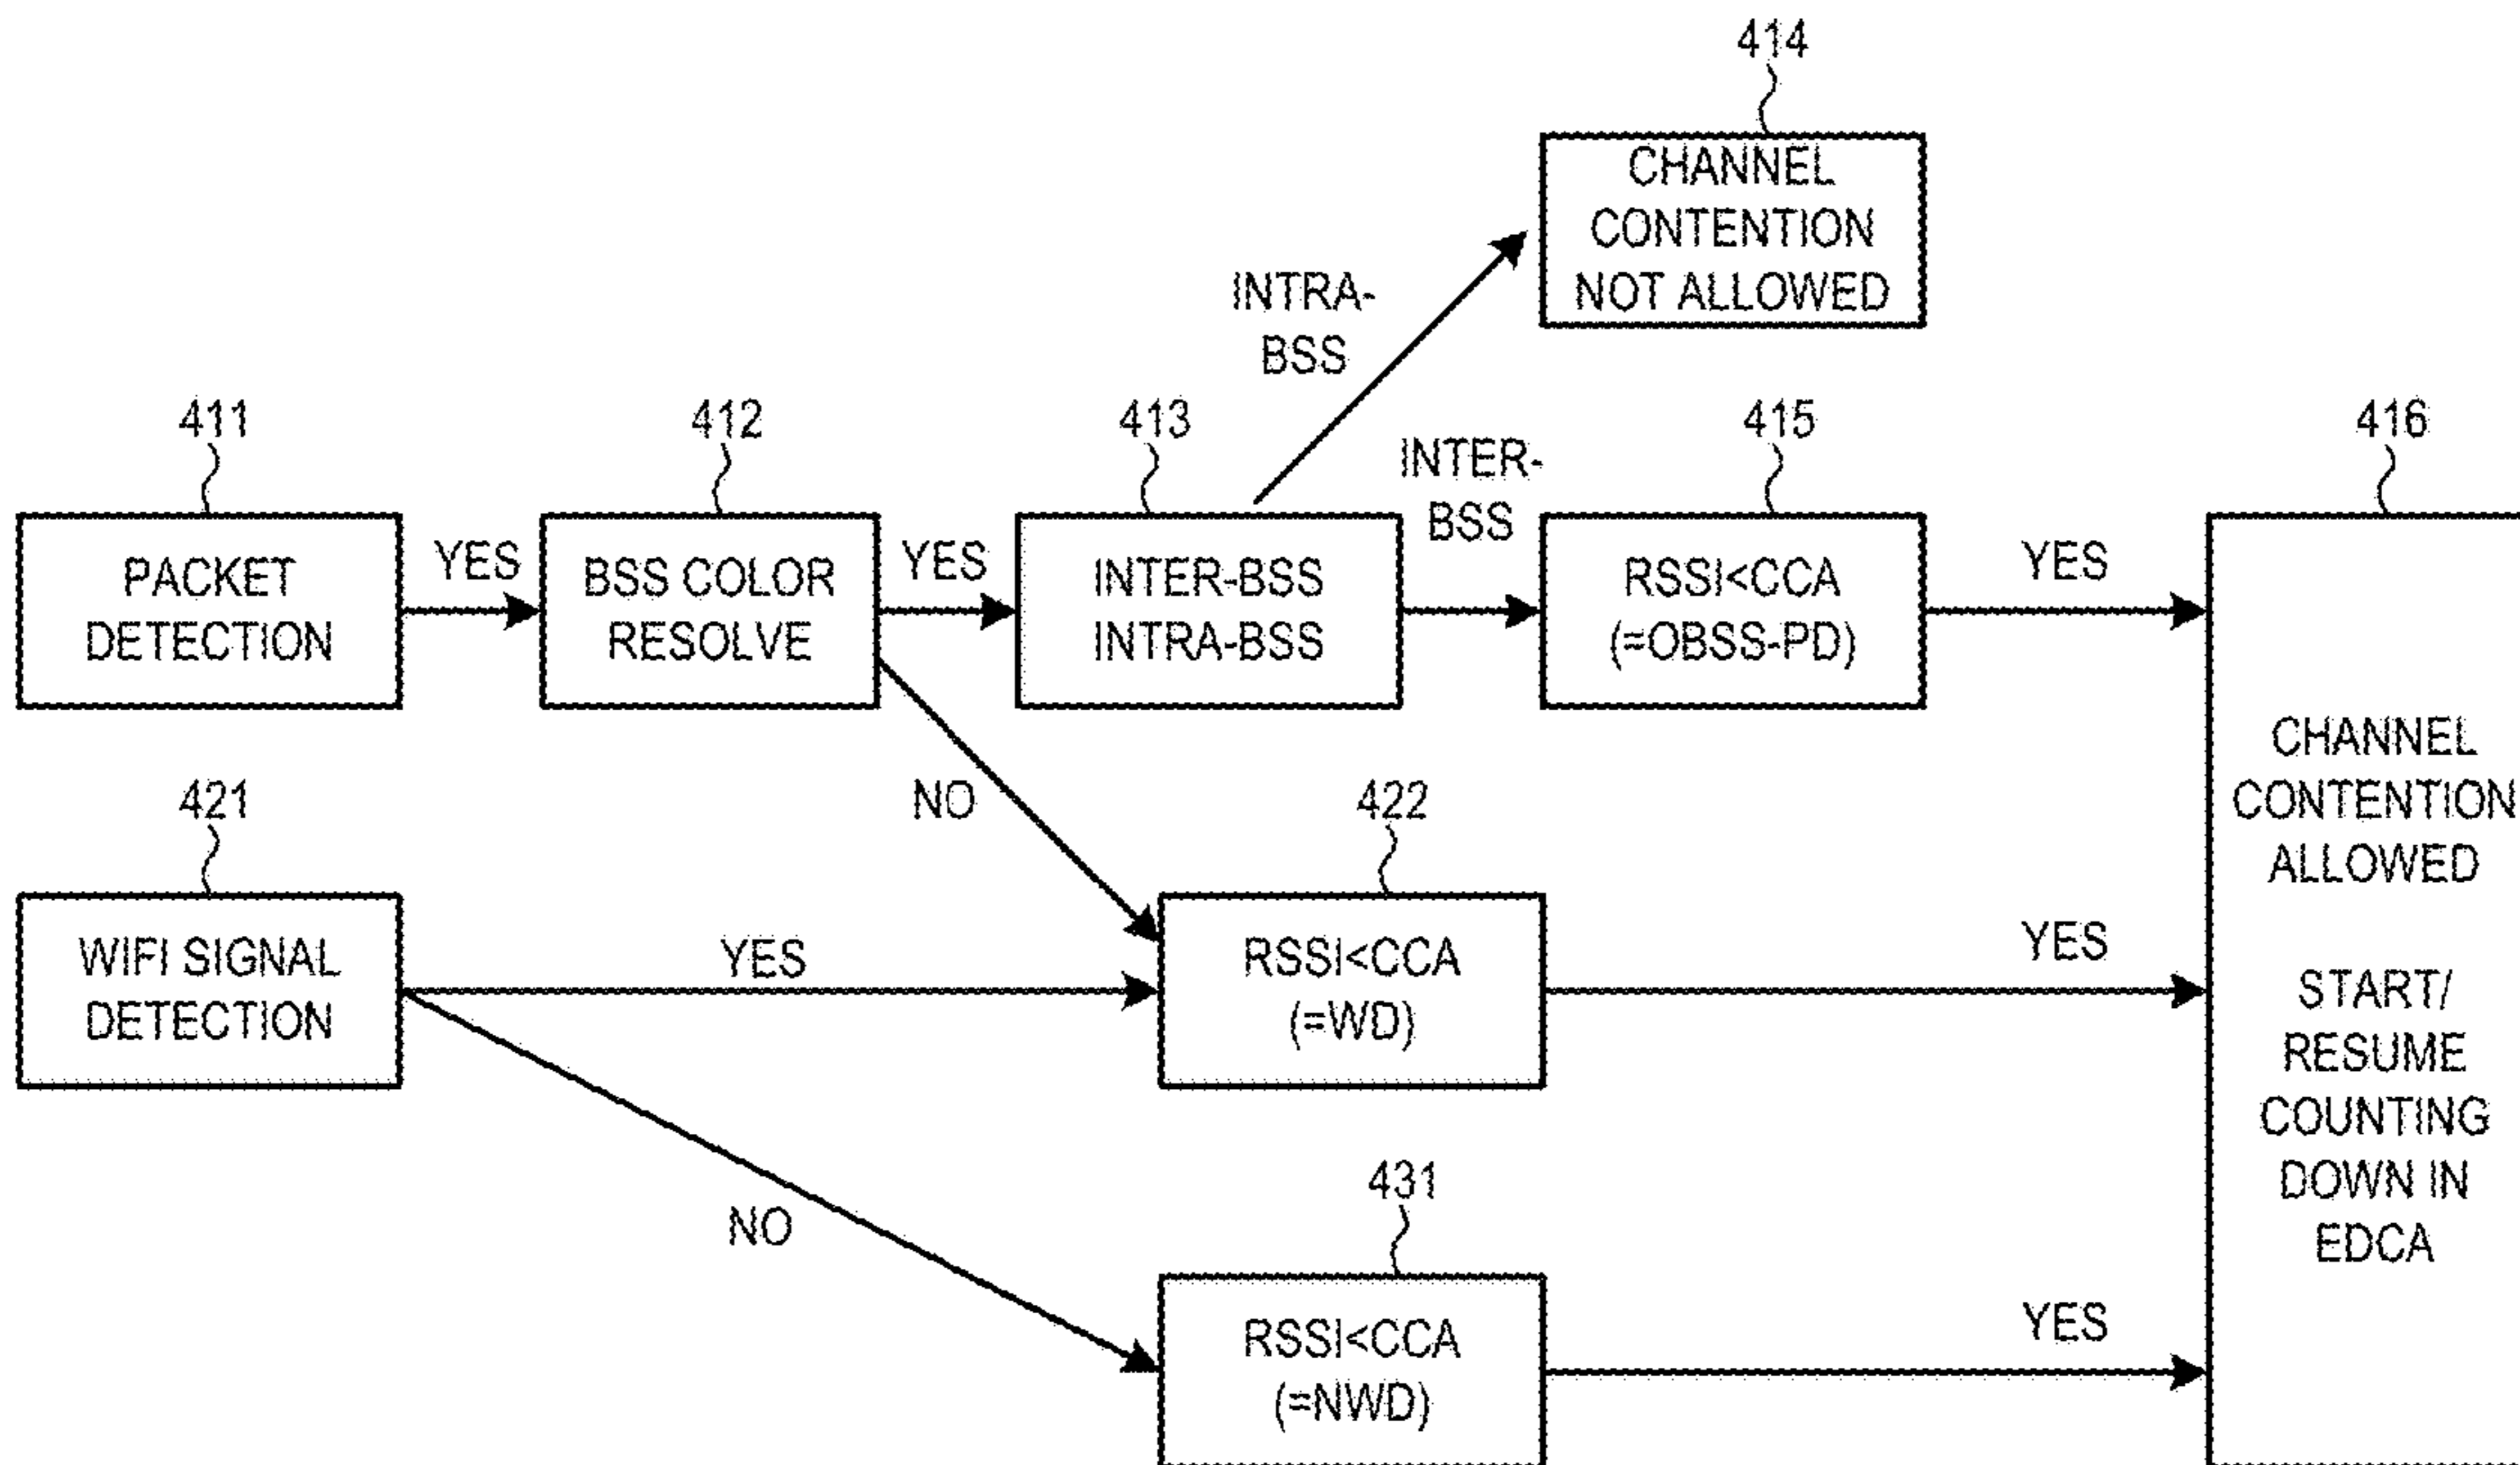 414
CHANNEL
CONTENTION
NOT ALLOWED
INTRA-
BSS
411
412
413
INTER-
BSS
415
416
PACKET
DETECTION
YES
BSS COLOR
RESOLVE
YES
INTER-BSS
INTRA-BSS
RSSI<CCA
(=OBSS-PD)
YES
CHANNEL
CONTENTION
ALLOWED
START/
RESUME
COUNTING
DOWN IN
EDCA
NO
421
422
WIFI SIGNAL
DETECTION
YES
RSSI<CCA
(=WD)
YES
NO
431
RSSI<CCA
(=NWD)
YES